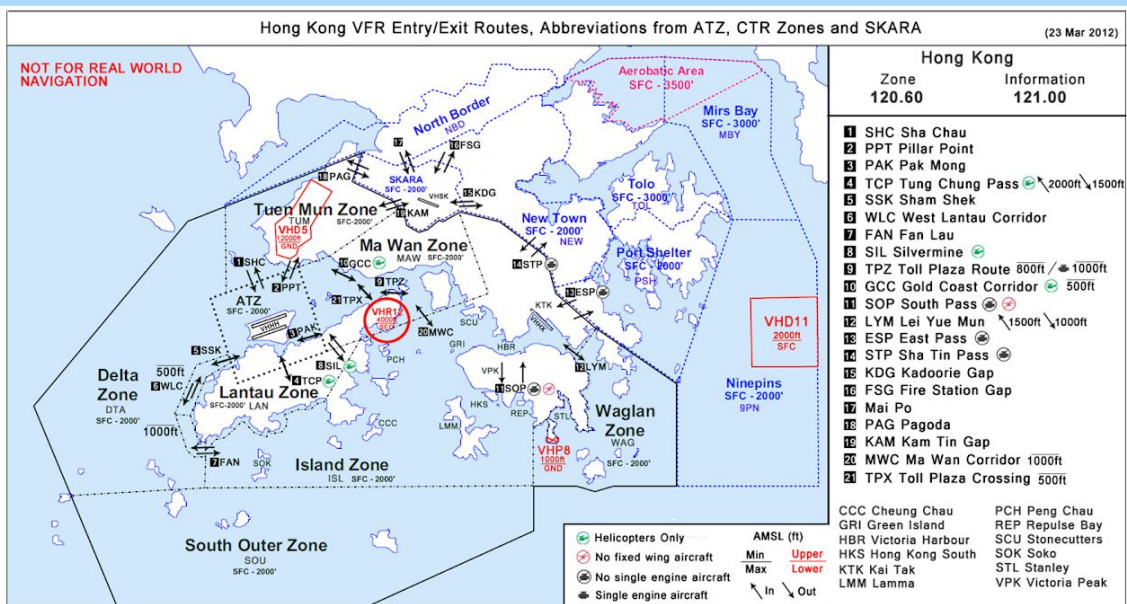 Hong Kong VFR Entry/Exit Routes, Abbreviations from ATZ, CTR Zones and SKARA
(23 Mar 2012)
NOT FOR REAL WORLD
NAVIGATION
Aerobatic Area
SFC - 3500'
North Border
NBD
Mirs Bay
SFC - 3000'
MBY
17
16 FSG
18 PAG
SKARA
SFC - 2000'
VHSK
15 KDG
19 KAM
Tolo
SFC - 3000'
TOL
Tuen Mun Zone
TUM
SFC-2000'
VHD5
12000ft
GND
New Town
SFC - 2000'
NEW
Ma Wan Zone
MAW
SFC-2000'
Port Shelter
SFC - 2000'
PSH
1 SHC
2 PPT
10 GCC
9 TPZ
14 STP
13 ESP
21 TPX
ATZ
SFC - 2000'
VHHH
3 PAK
VHR12
4000ft
20 MWC
SCU
GRI
KTK
VHHX
HBR
VHD11
2000ft
SFC
5 SSK
8 SIL
PCH
VPK
12 LYM
500ft
6 WLC
4 TCP
11 SOP
Delta
Zone
DTA
SFC - 2000'
Lantau Zone
SFC-2000'
LAN
HKS
REP
STL
Ninepins
SFC - 2000'
9PN
1000ft
CCC
LMM
Waglan
Zone
WAG
SFC - 2000'
7 FAN
SOK
Island Zone
ISL
SFC - 2000'
VHP8
1000ft
GND
South Outer Zone
SOU
SFC - 2000'
Helicopters Only
No fixed wing aircraft
No single engine aircraft
Single engine aircraft
AMSL (ft)
Min Upper
Max Lower
In Out
Hong Kong
Zone Information
120.60 121.00
1 SHC Sha Chau
2 PPT Pillar Point
3 PAK Pak Mong
4 TCP Tung Chung Pass 2000ft 1500ft
5 SSK Sham Shek
6 WLC West Lantau Corridor
7 FAN Fan Lau
8 SIL Silvermine
9 TPZ Toll Plaza Route 800ft / 1000ft
10 GCC Gold Coast Corridor 500ft
11 SOP South Pass
12 LYM Lei Yue Mun 1500ft 1000ft
13 ESP East Pass
14 STP Sha Tin Pass
15 KDG Kadoorie Gap
16 FSG Fire Station Gap
17 Mai Po
18 PAG Pagoda
19 KAM Kam Tin Gap
20 MWC Ma Wan Corridor 1000ft
21 TPX Toll Plaza Crossing 500ft
CCC Cheung Chau
GRI Green Island
HBR Victoria Harbour
HKS Hong Kong South
KTK Kai Tak
LMM Lamma
PCH Peng Chau
REP Repulse Bay
SCU Stonecutters
SOK Soko
STL Stanley
VPK Victoria Peak